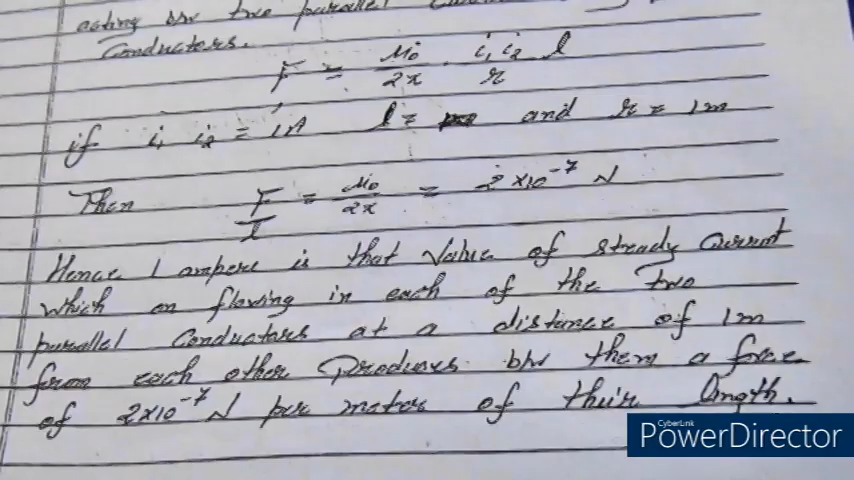 acting b/w two parallel
Conductors.
F = μ₀/2π . i₁ i₂/r l
if i₁ i₂ = 1A l = and r = 1m
Then F/I = μ₀/2π = 2×10⁻⁷ N
Hence 1 ampere is that Value of steady Current
which on flowing in each of the two
parallel Conductors at a distance of 1m
from each other Produces b/w them a force
of 2×10⁻⁷ N per meters of their length.
CyberLink
PowerDirector